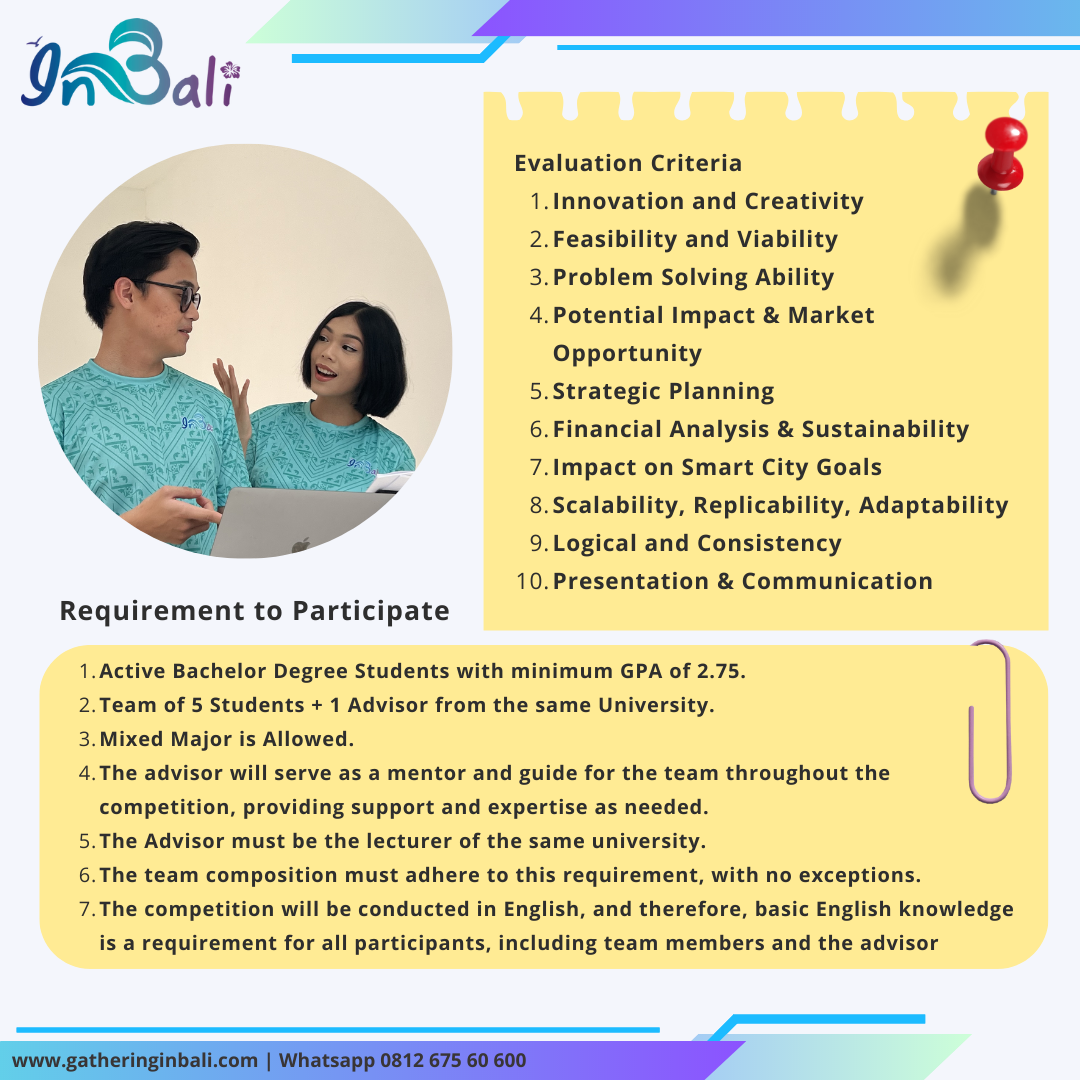 InBali
Evaluation Criteria
1. Innovation and Creativity
2. Feasibility and Viability
3. Problem Solving Ability
4. Potential Impact & Market
Opportunity
5. Strategic Planning
6. Financial Analysis & Sustainability
7. Impact on Smart City Goals
8. Scalability, Replicability, Adaptability
9. Logical and Consistency
10. Presentation & Communication
Requirement to Participate
1. Active Bachelor Degree Students with minimum GPA of 2.75.
2. Team of 5 Students + 1 Advisor from the same University.
3. Mixed Major is Allowed.
4. The advisor will serve as a mentor and guide for the team throughout the
competition, providing support and expertise as needed.
5. The Advisor must be the lecturer of the same university.
6. The team composition must adhere to this requirement, with no exceptions.
7. The competition will be conducted in English, and therefore, basic English knowledge
is a requirement for all participants, including team members and the advisor
www.gatheringinbali.com | Whatsapp 0812 675 60 600